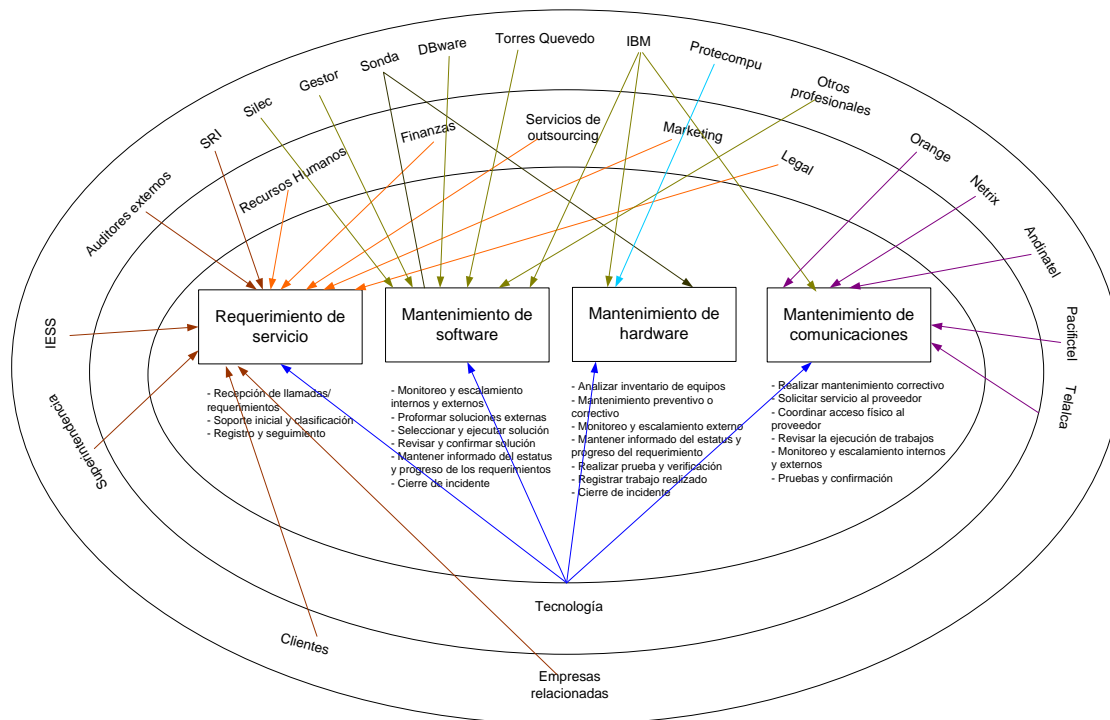 Torres Quevedo
IBM
DBware
Sonda
Protecompu
Gestor
Otros
profesionales
Silec
SRI
Finanzas
Servicios de
outsourcing
Marketing
Orange
Recursos Humanos
Legal
Netrix
Auditores externos
Andinatel
IESS
Pacifictel
Superintendencia
Telalca
Requerimiento de
servicio
Mantenimiento de
software
Mantenimiento de
hardware
Mantenimiento de
comunicaciones
- Recepción de llamadas/
requerimientos
- Soporte inicial y clasificación
- Registro y seguimiento
- Monitoreo y escalamiento
internos y externos
- Proformar soluciones externas
- Seleccionar y ejecutar solución
- Revisar y confirmar solución
- Mantener informado del estatus
y progreso de los requerimientos
- Cierre de incidente
- Analizar inventario de equipos
- Mantenimiento preventivo o
correctivo
- Monitoreo y escalamiento externo
- Mantener informado del estatus y
progreso del requerimiento
- Realizar prueba y verificación
- Registrar trabajo realizado
- Cierre de incidente
- Realizar mantenimiento correctivo
- Solicitar servicio al proveedor
- Coordinar acceso físico al
proveedor
- Revisar la ejecución de trabajos
- Monitoreo y escalamiento internos
y externos
- Pruebas y confirmación
Tecnología
Clientes
Empresas
relacionadas